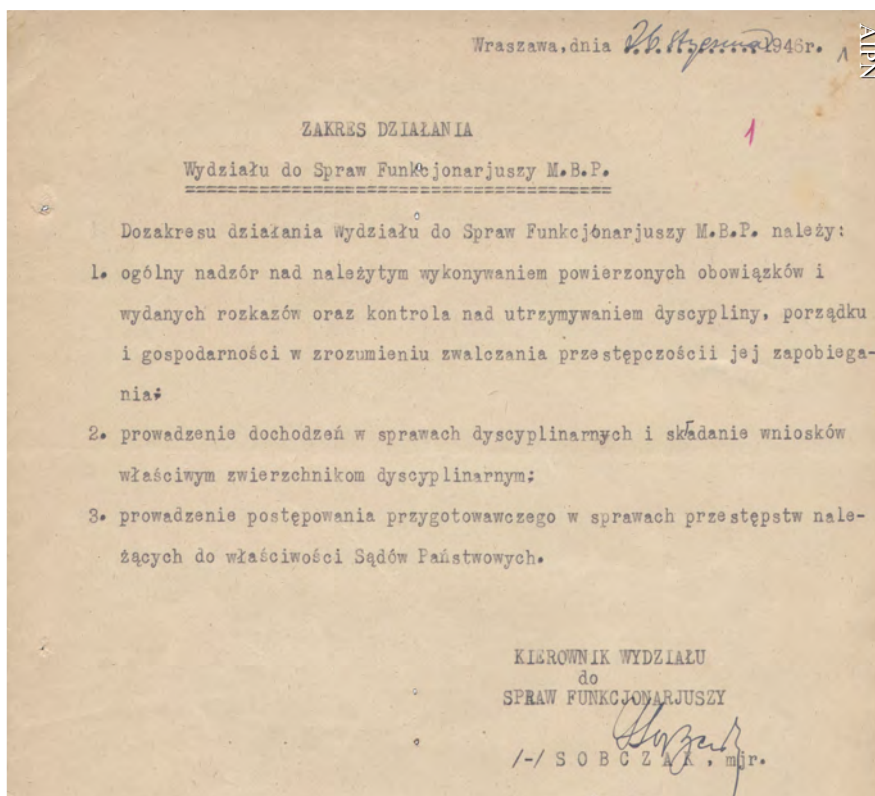 Wraszawa,dnia 26.stycznia 1946r. 1
AIPN
ZAKRES DZIAŁANIA
1
Wydziału do Spraw Funkcjonarjuszy M.B.P.
=======================================
Dozakresu działania Wydziału do Spraw Funkcjonarjuszy M.B.P. należy:
1. ogólny nadzór nad należytym wykonywaniem powierzonych obowiązków i
wydanych rozkazów oraz kontrola nad utrzymywaniem dyscypliny, porządku
i gospodarności w zrozumieniu zwalczania przestępczościi jej zapobiega-
nia;
2. prowadzenie dochodzeń w sprawach dyscyplinarnych i składanie wniosków
właściwym zwierzchnikom dyscyplinarnym;
3. prowadzenie postępowania przygotowawczego w sprawach przestępstw nale-
żących do właściwości Sądów Państwowych.
KIEROWNIK WYDZIAŁU
do
SPRAW FUNKCJONARJUSZY
/-/ S O B C Z A K , mjr.